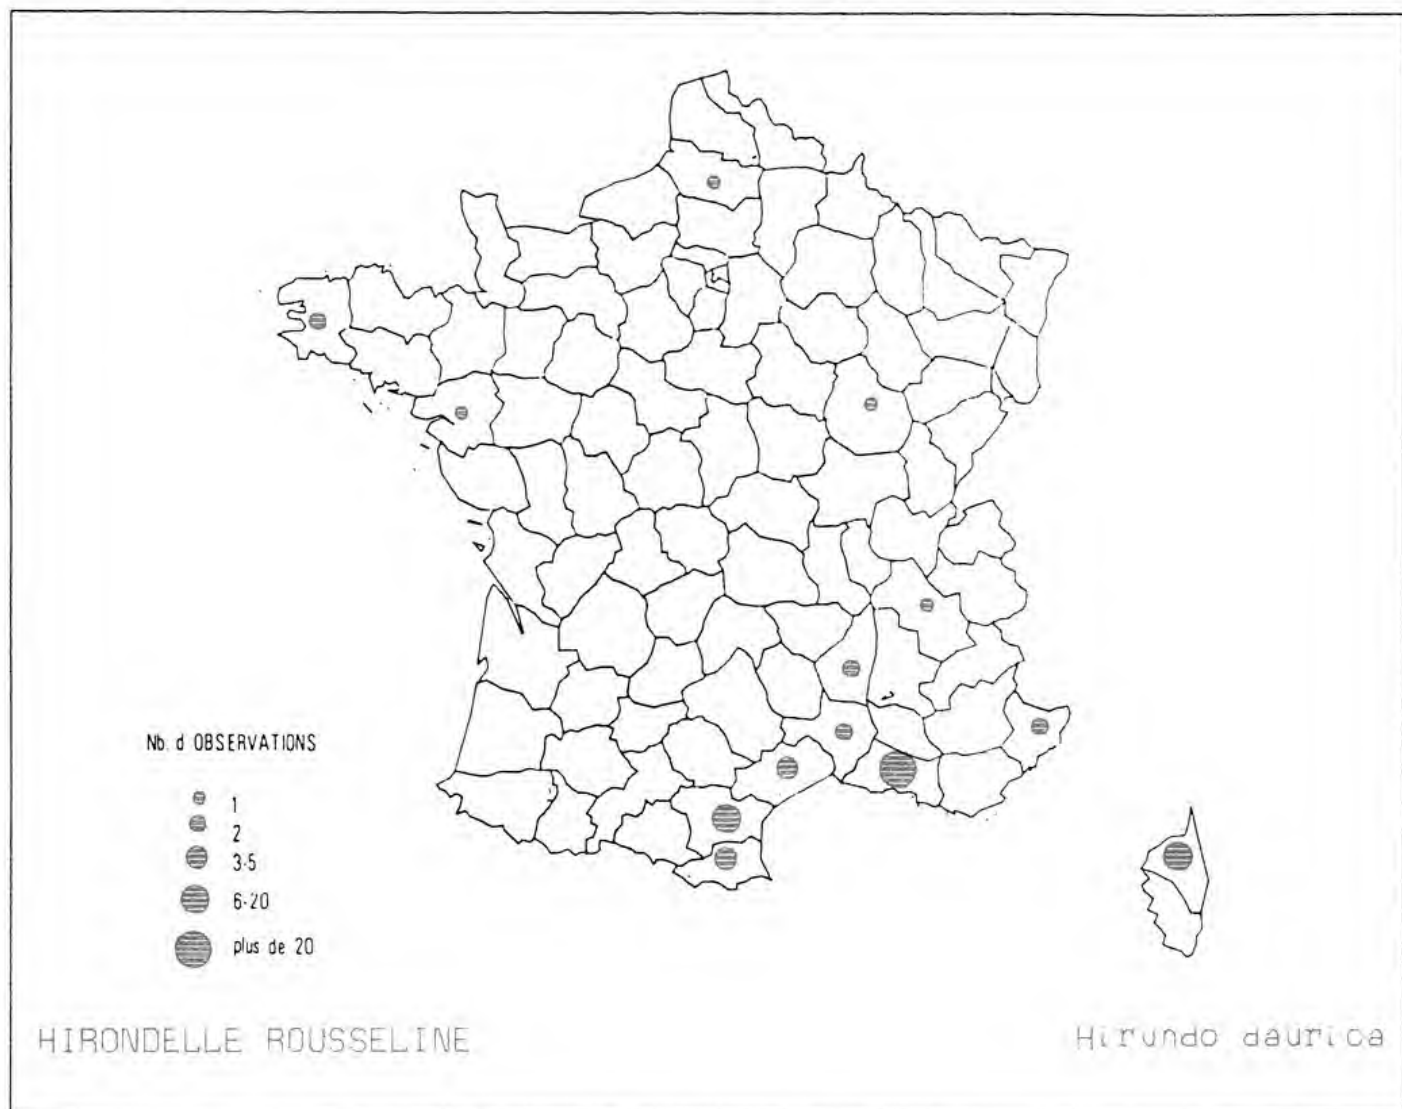 Nb. d OBSERVATIONS
1
2
3-5
6-20
plus de 20
HIRONDELLE ROUSSELINE
Hirundo daurica